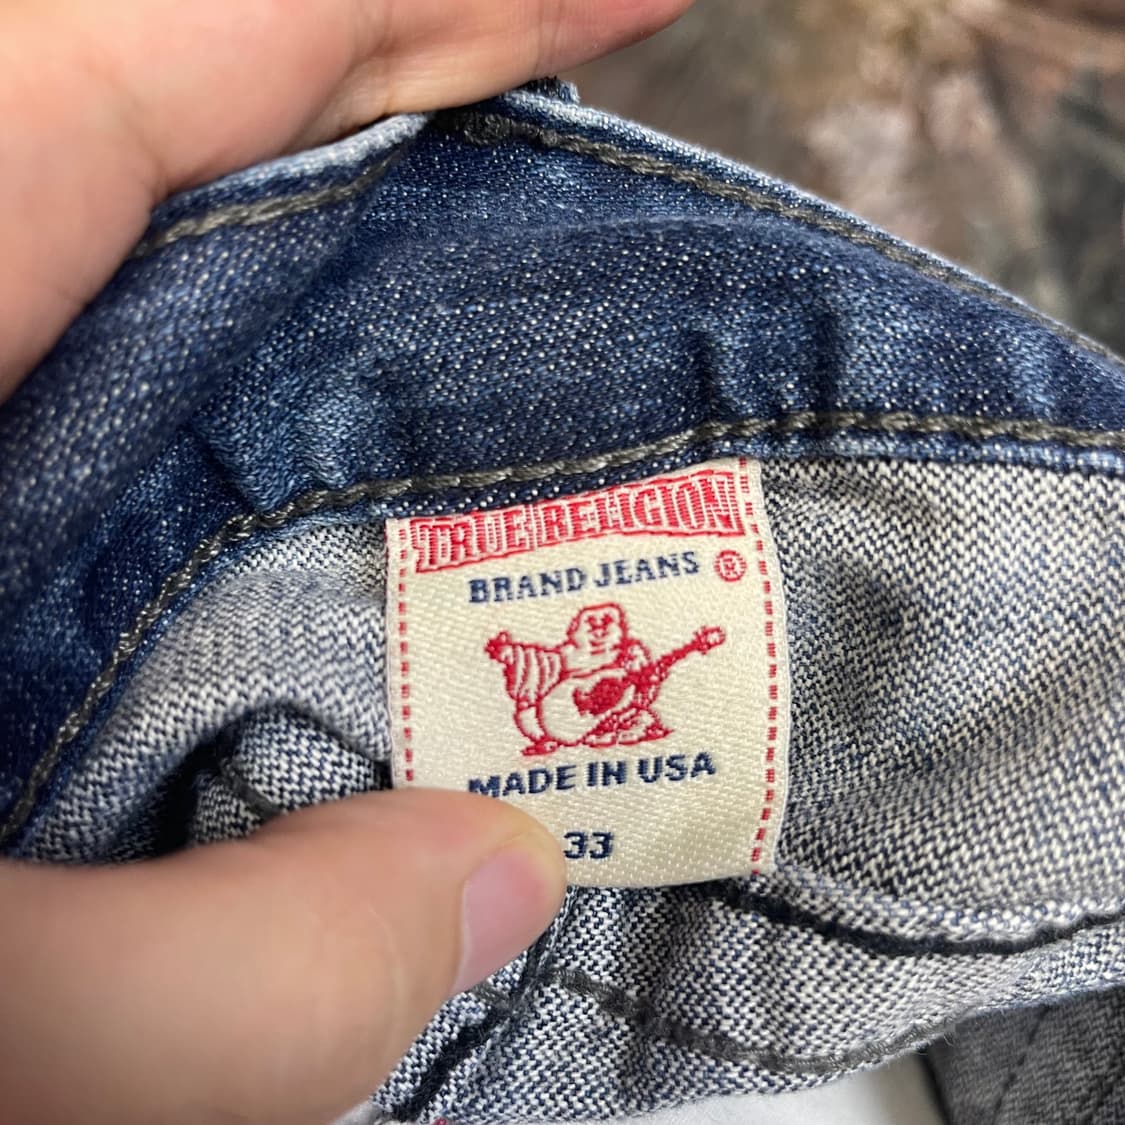 TRUE RELIGION
BRAND JEANS ®
MADE IN USA
33